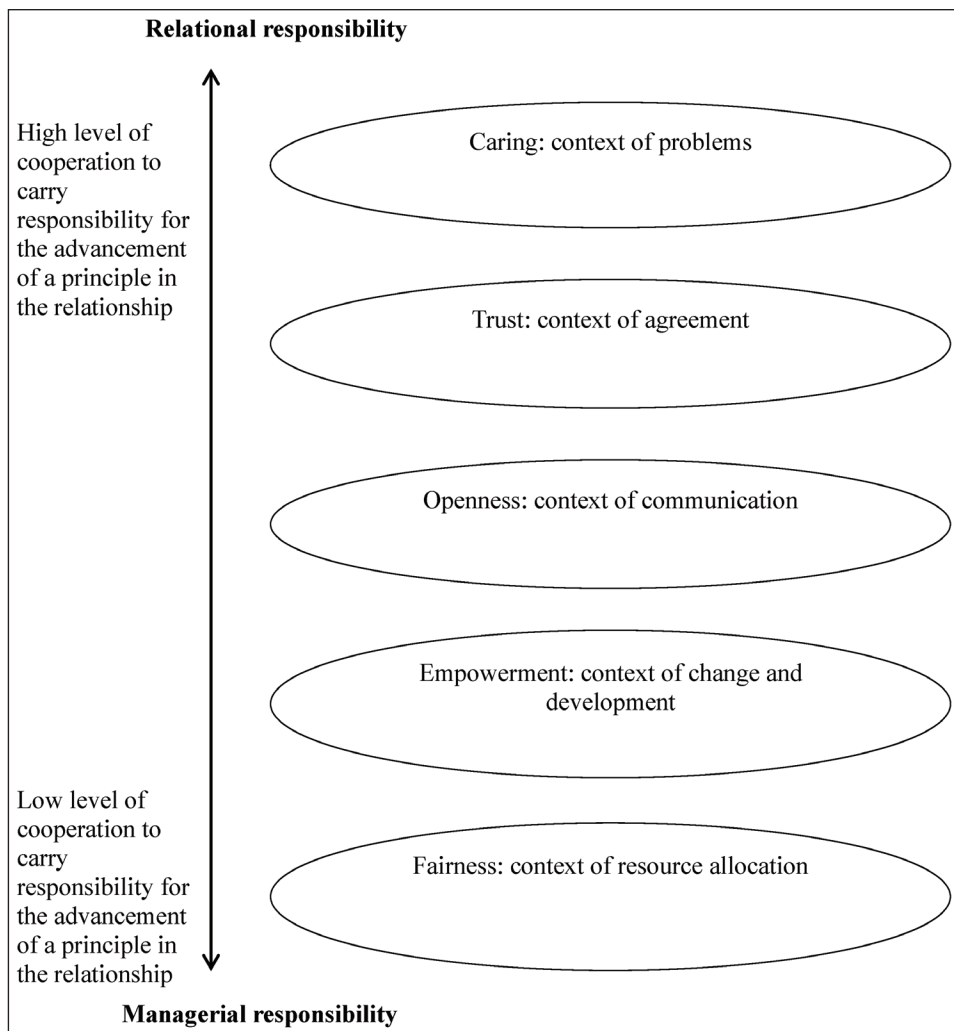 Relational responsibility
High level of
cooperation to
carry
responsibility for
the advancement
of a principle in
the relationship
Caring: context of problems
Trust: context of agreement
Openness: context of communication
Empowerment: context of change and
development
Low level of
cooperation to
carry
responsibility for
the advancement
of a principle in
the relationship
Fairness: context of resource allocation
Managerial responsibility